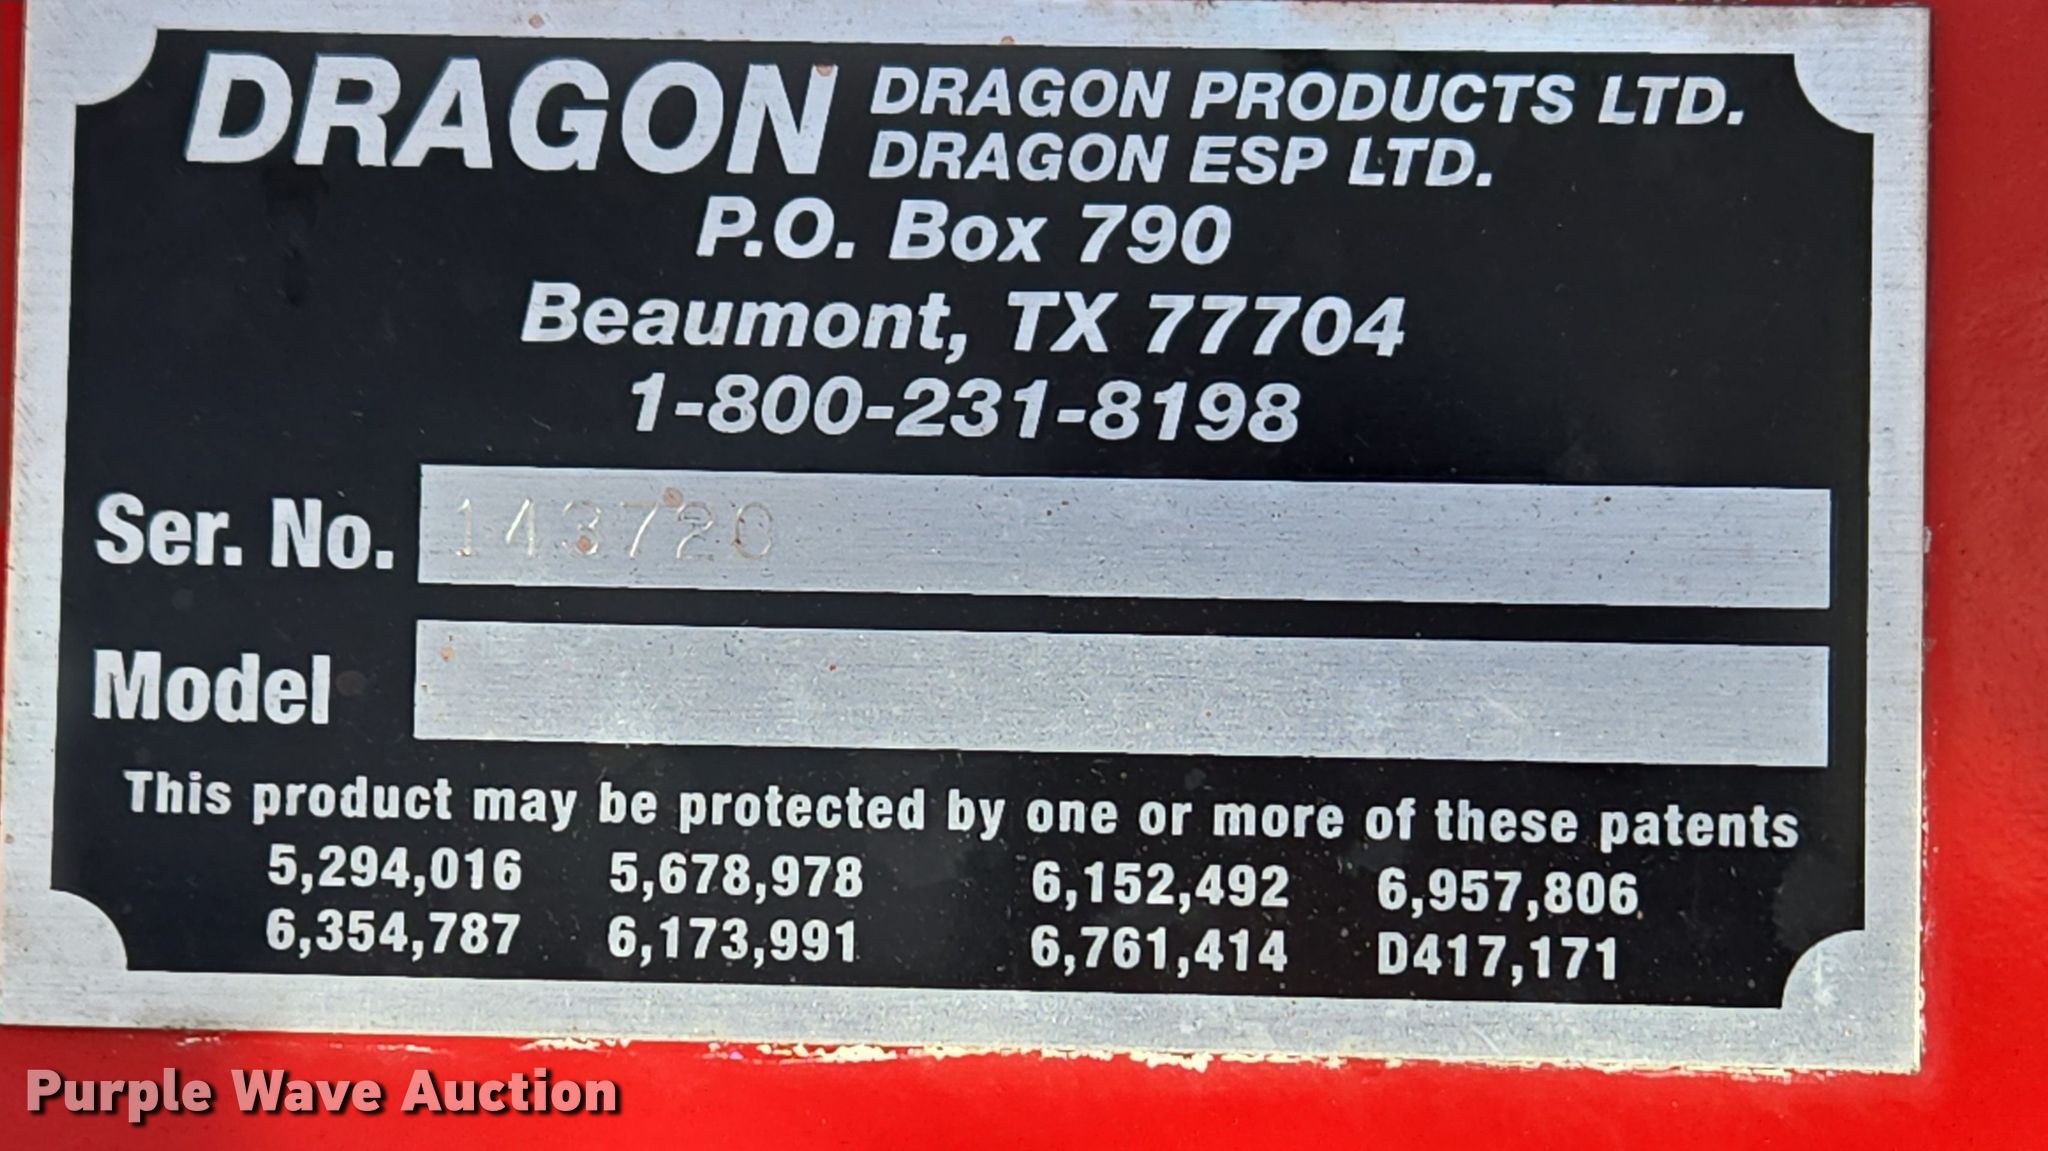 DRAGON DRAGON PRODUCTS LTD.
DRAGON ESP LTD.
P.O. Box 790
Beaumont, TX 77704
1-800-231-8198
Ser. No. 143720
Model
This product may be protected by one or more of these patents
5,294,016 5,678,978 6,152,492 6,957,806
6,354,787 6,173,991 6,761,414 D417,171
Purple Wave Auction